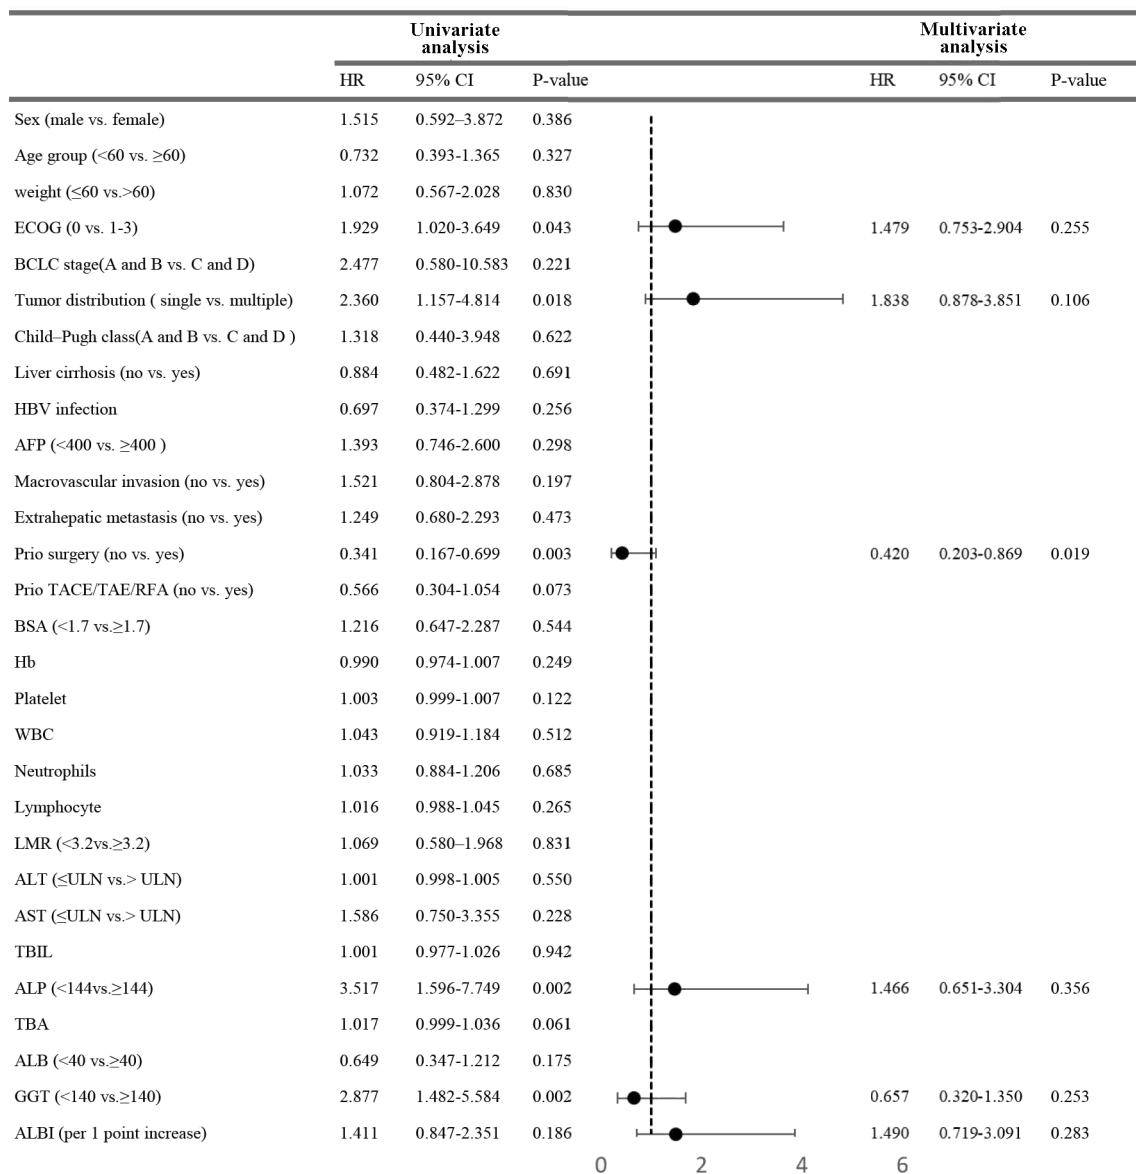 Univariate analysis Multivariate analysis
HR 95% CI P-value HR 95% CI P-value
Sex (male vs. female) 1.515 0.592–3.872 0.386
Age group (<60 vs. ≥60) 0.732 0.393-1.365 0.327
weight (≤60 vs.>60) 1.072 0.567-2.028 0.830
ECOG (0 vs. 1-3) 1.929 1.020-3.649 0.043 1.479 0.753-2.904 0.255
BCLC stage(A and B vs. C and D) 2.477 0.580-10.583 0.221
Tumor distribution ( single vs. multiple) 2.360 1.157-4.814 0.018 1.838 0.878-3.851 0.106
Child–Pugh class(A and B vs. C and D ) 1.318 0.440-3.948 0.622
Liver cirrhosis (no vs. yes) 0.884 0.482-1.622 0.691
HBV infection 0.697 0.374-1.299 0.256
AFP (<400 vs. ≥400 ) 1.393 0.746-2.600 0.298
Macrovascular invasion (no vs. yes) 1.521 0.804-2.878 0.197
Extrahepatic metastasis (no vs. yes) 1.249 0.680-2.293 0.473
Prio surgery (no vs. yes) 0.341 0.167-0.699 0.003 0.420 0.203-0.869 0.019
Prio TACE/TAE/RFA (no vs. yes) 0.566 0.304-1.054 0.073
BSA (<1.7 vs.≥1.7) 1.216 0.647-2.287 0.544
Hb 0.990 0.974-1.007 0.249
Platelet 1.003 0.999-1.007 0.122
WBC 1.043 0.919-1.184 0.512
Neutrophils 1.033 0.884-1.206 0.685
Lymphocyte 1.016 0.988-1.045 0.265
LMR (<3.2vs.≥3.2) 1.069 0.580–1.968 0.831
ALT (≤ULN vs.> ULN) 1.001 0.998-1.005 0.550
AST (≤ULN vs.> ULN) 1.586 0.750-3.355 0.228
TBIL 1.001 0.977-1.026 0.942
ALP (<144vs.≥144) 3.517 1.596-7.749 0.002 1.466 0.651-3.304 0.356
TBA 1.017 0.999-1.036 0.061
ALB (<40 vs.≥40) 0.649 0.347-1.212 0.175
GGT (<140 vs.≥140) 2.877 1.482-5.584 0.002 0.657 0.320-1.350 0.253
ALBI (per 1 point increase) 1.411 0.847-2.351 0.186 1.490 0.719-3.091 0.283
0 2 4 6